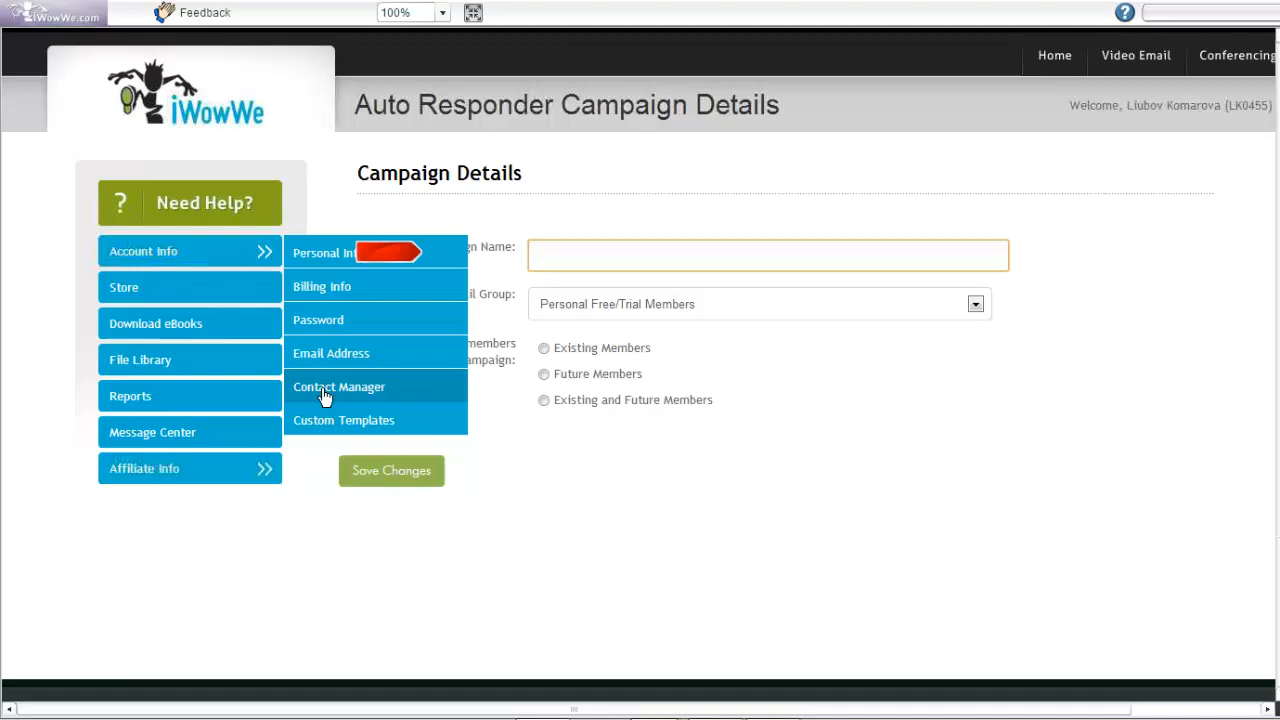 iWowWe.com
Feedback
100%
Home
Video Email
Conferencing
iWowWe
Auto Responder Campaign Details
Welcome, Liubov Komarova (LK0455)
Campaign Details
? Need Help?
Account Info
Personal Inf
gn Name:
Store
Billing Info
il Group:
Personal Free/Trial Members
Download eBooks
Password
members
Existing Members
File Library
Email Address
ampaign:
Future Members
Reports
Contact Manager
Existing and Future Members
Message Center
Custom Templates
Affiliate Info
Save Changes